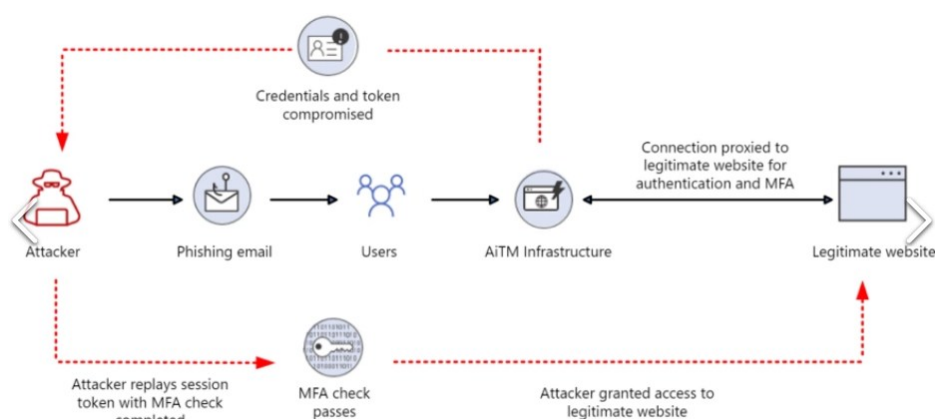 Credentials and token
compromised
Connection proxied to
legitimate website for
authentication and MFA
Attacker
Phishing email
Users
AiTM Infrastructure
Legitimate website
Attacker replays session
token with MFA check
completed
MFA check
passes
Attacker granted access to
legitimate website